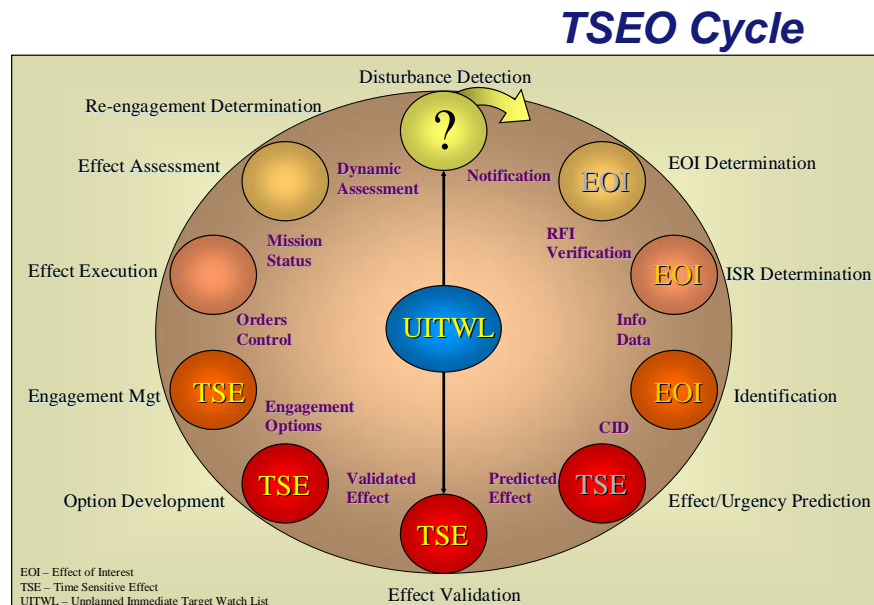 TSEO Cycle
Disturbance Detection
Re-engagement Determination
?
Effect Assessment
Dynamic
Assessment
Notification
EOI
EOI Determination
Mission
Status
RFI
Verification
Effect Execution
EOI
ISR Determination
UITWL
Orders
Control
Info
Data
Engagement Mgt
TSE
EOI
Identification
Engagement
Options
CID
Option Development
TSE
Validated
Effect
Predicted
Effect
TSE
Effect/Urgency Prediction
TSE
Effect Validation
EOI – Effect of Interest
TSE – Time Sensitive Effect
UITWL – Unplanned Immediate Target Watch List